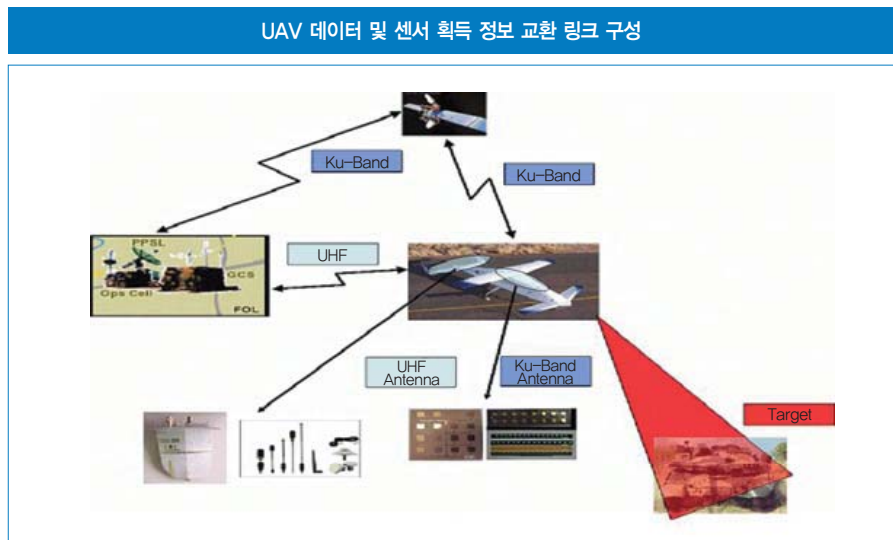 UAV 데이터 및 센서 획득 정보 교환 링크 구성
Ku-Band
Ku-Band
PPSL
UHF
GCS
Ops Cell
FOL
UHF
Antenna
Ku-Band
Antenna
Target